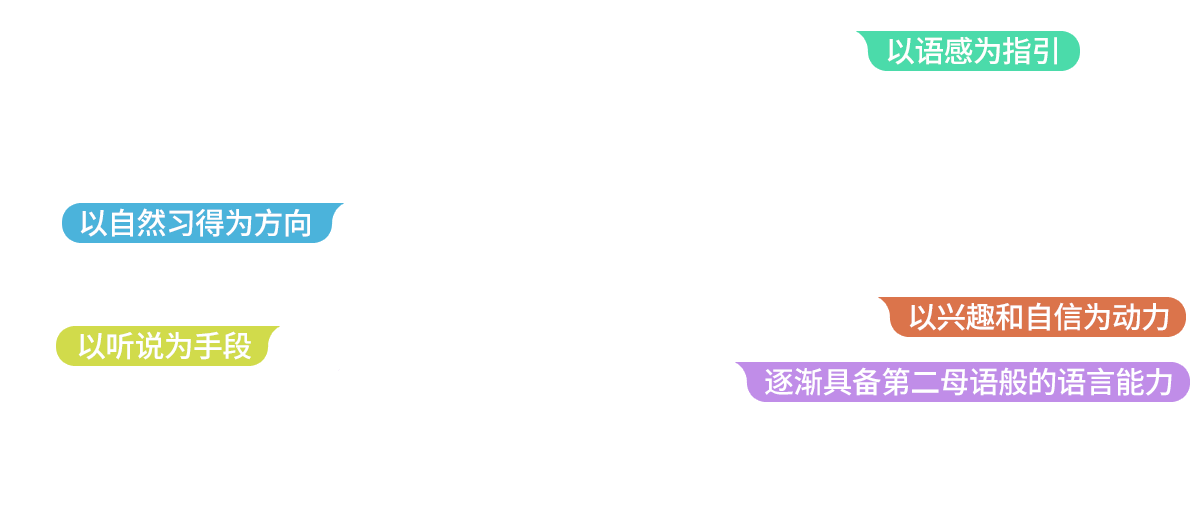 以语感为指引
以自然习得为方向
以兴趣和自信为动力
以听说为手段
逐渐具备第二母语般的语言能力